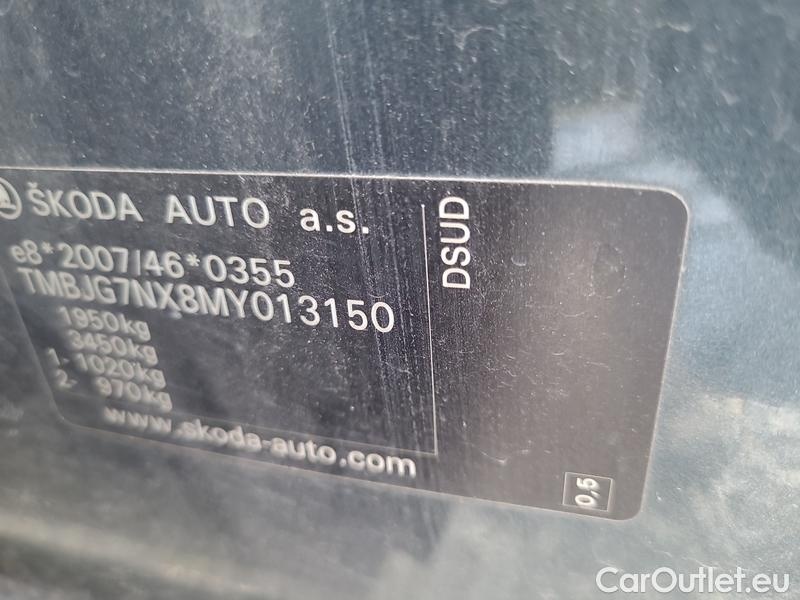 ŠKODA AUTO a.s.
e8*2007/46*0355
TMBJG7NX8MY013150
1950kg
3450kg
1- 1020kg
2- 970kg
www.skoda-auto.com
DSUD
0,5
CarOutlet.eu